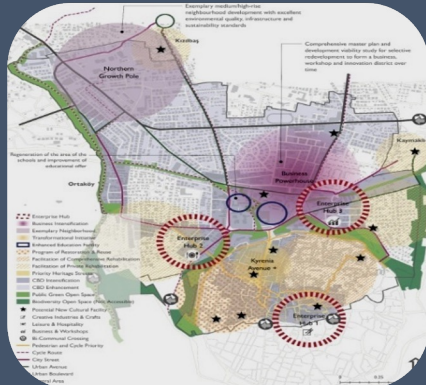 Exemplary medium/high-rise
neighbourhood development with excellent
environmental quality, infrastructure and
sustainability standards
Kızılbaş
Comprehensive master plan and
development viability study for selective
redevelopment to form a business,
workshop and innovation district over
time
Northern
Growth Pole
Kaymaklı
Regeneration of the area of the
schools and improvement of
educational offer
Business
Powerhouse
Ortaköy
Enterprise
Hub 3
Enterprise
Hub 2
Kyrenia
Avenue +
Enterprise
Hub 1
Enterprise Hub
Business Intensification
Exemplary Neighborhood
Transformational Initiative
Enhanced Education Facility
Program of Restoration & Reuse
Facilitation of Comprehensive Rehabilitation
Facilitation of Private Rehabilitation
Priority Heritage Streets
CBD Intensification
CBD Enhancement
Public Green Open Space
Biodiversity Open Space
Potential New Cultural Facility
Creative Industries & Crafts
Leisure & Hospitality
Business & Workshops
Bi-Communal Crossing
Pedestrian and Cycle Priority
Cycle Route
City Street
Urban Avenue
Urban Boulevard
Area
0